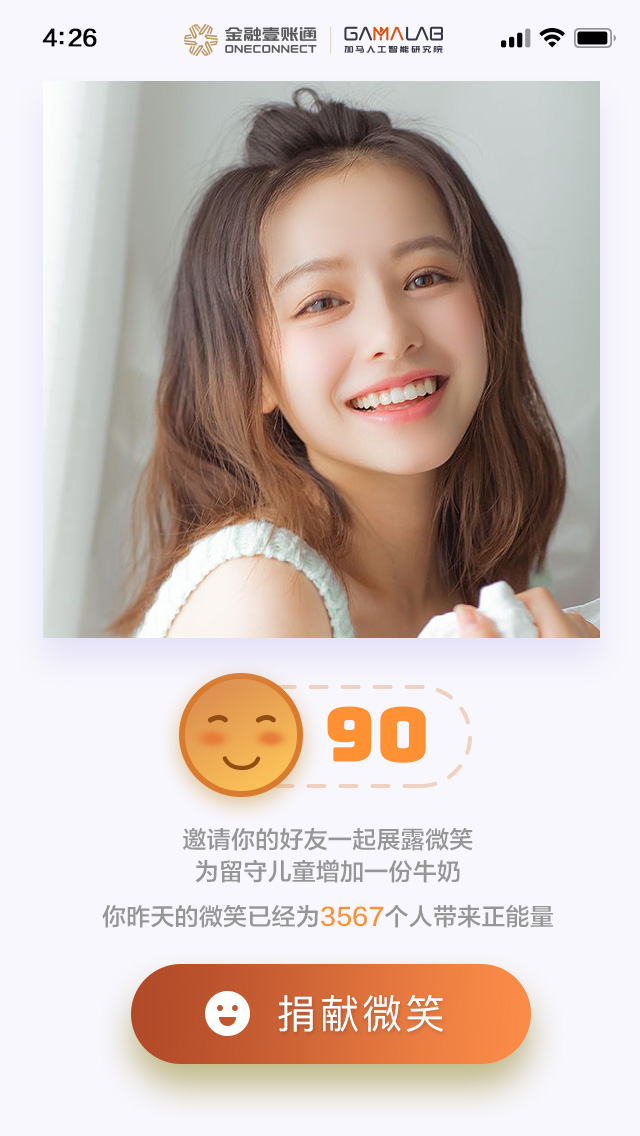 4:26
金融壹账通
ONECONNECT
GAMMALAB
加马人工智能研究院
90
邀请你的好友一起展露微笑
为留守儿童增加一份牛奶
你昨天的微笑已经为3567个人带来正能量
捐献微笑